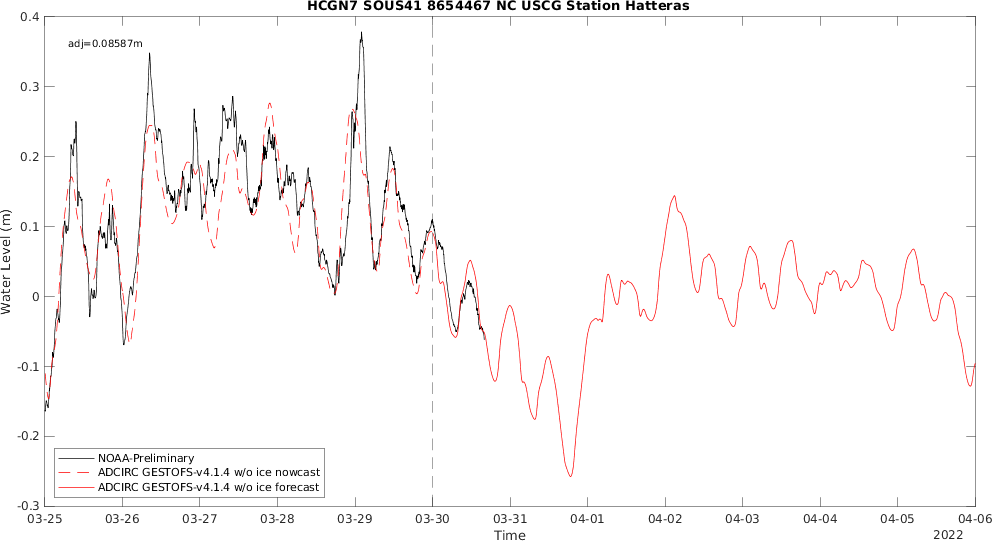 HCGN7 SOUS41 8654467 NC USCG Station Hatteras
adj=0.08587m
0.4
0.3
0.2
0.1
0
-0.1
-0.2
-0.3
Water Level (m)
NOAA-Preliminary
ADCIRC GESTOFS-v4.1.4 w/o ice nowcast
ADCIRC GESTOFS-v4.1.4 w/o ice forecast
03-25 03-26 03-27 03-28 03-29 03-30 03-31 04-01 04-02 04-03 04-04 04-05 04-06
Time
2022